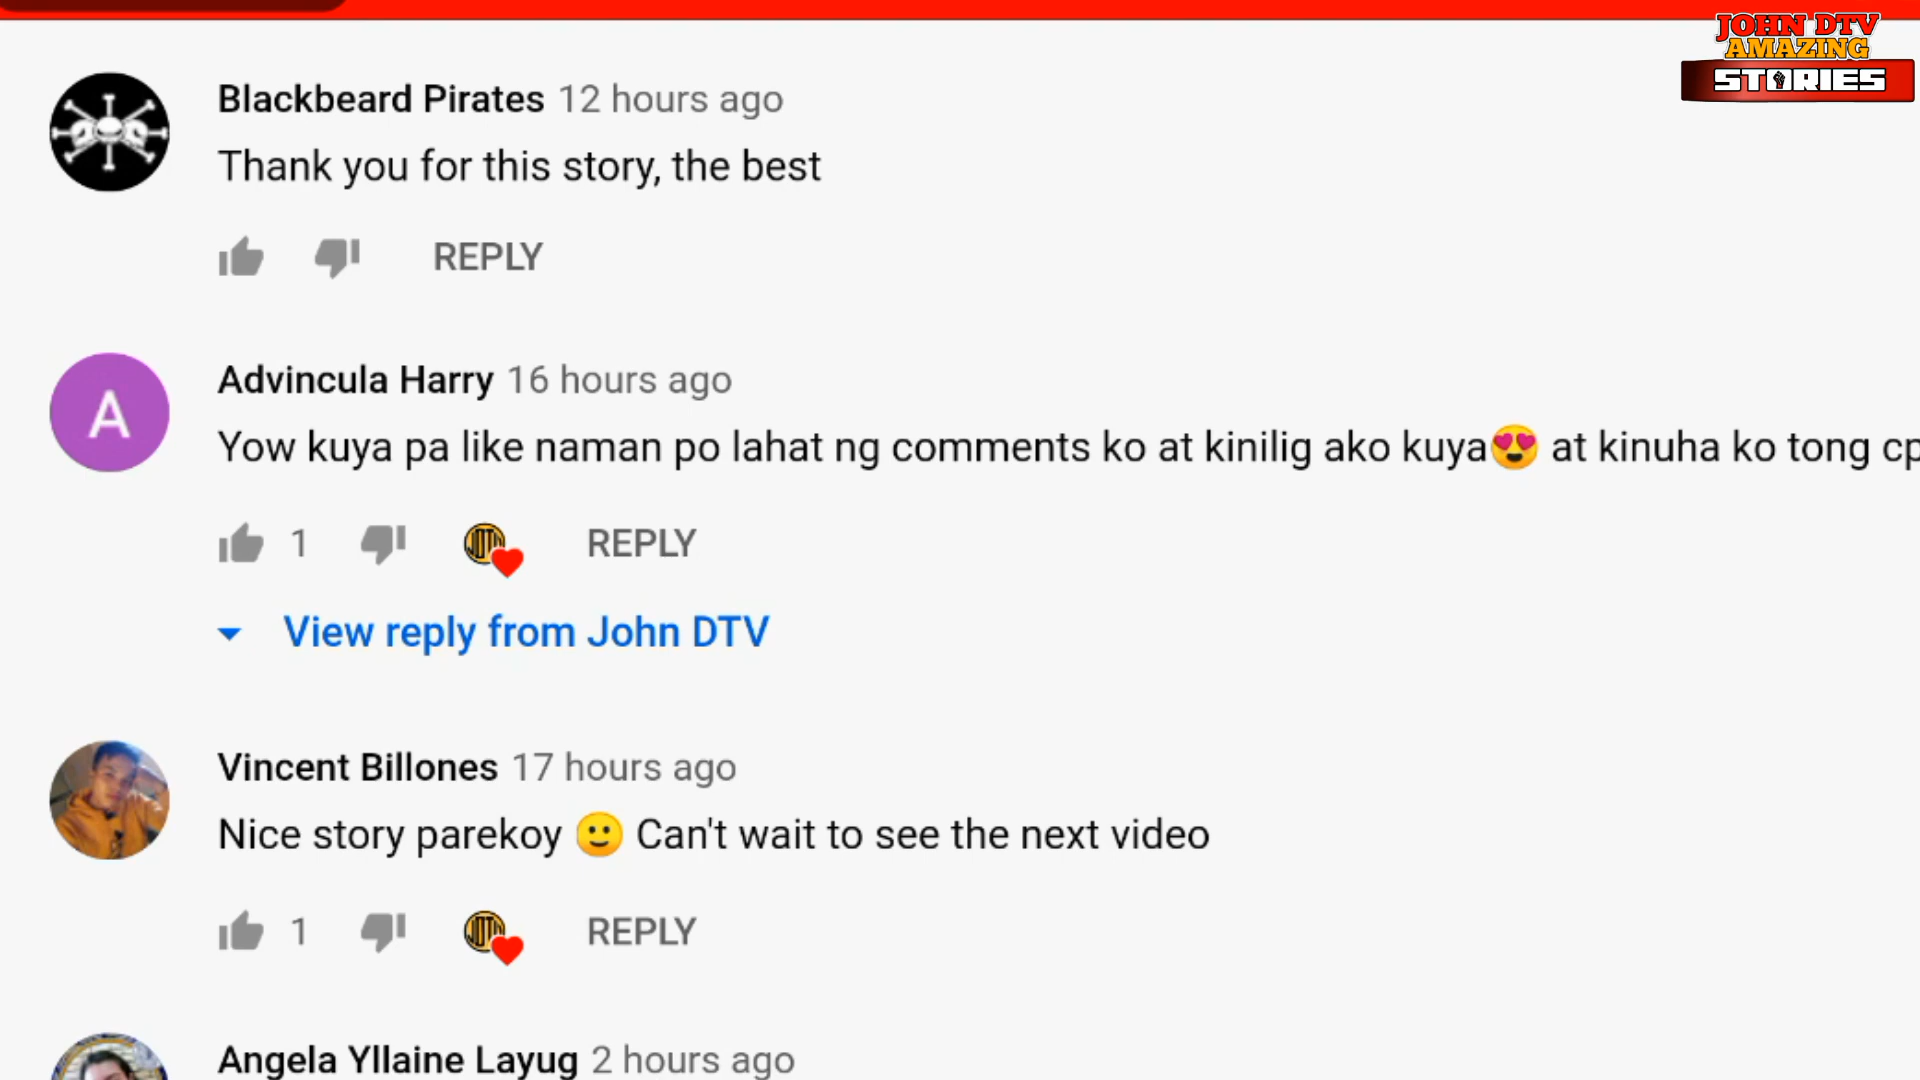 JOHN DTV
AMAZING
STORIES
Blackbeard Pirates 12 hours ago
Thank you for this story, the best
REPLY
A
Advincula Harry 16 hours ago
Yow kuya pa like naman po lahat ng comments ko at kinilig ako kuya😍 at kinuha ko tong cp
1 REPLY
View reply from John DTV
Vincent Billones 17 hours ago
Nice story parekoy 🙂 Can't wait to see the next video
1 REPLY
Angela Yllaine Layug 2 hours ago